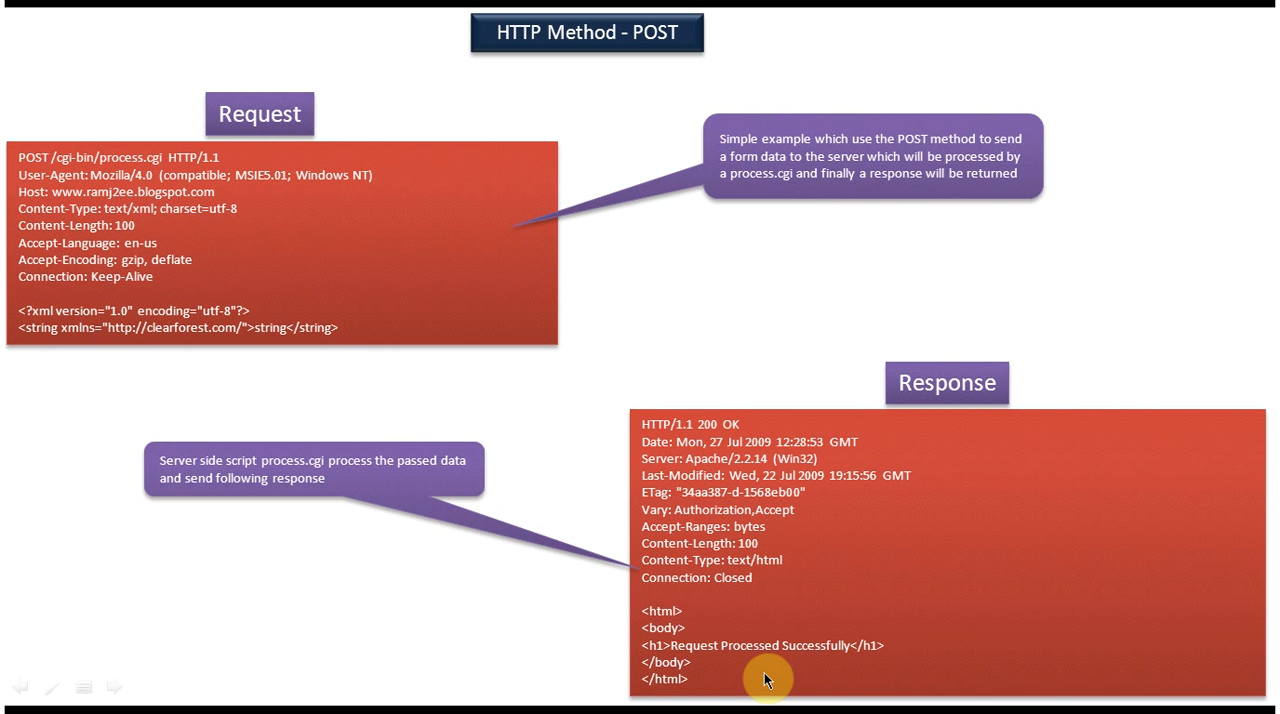 HTTP Method - POST
Request
POST /cgi-bin/process.cgi HTTP/1.1
User-Agent: Mozilla/4.0 (compatible; MSIE5.01; Windows NT)
Host: www.ramj2ee.blogspot.com
Content-Type: text/xml; charset=utf-8
Content-Length: 100
Accept-Language: en-us
Accept-Encoding: gzip, deflate
Connection: Keep-Alive
<?xml version="1.0" encoding="utf-8"?>
<string xmlns="http://clearforest.com/">string</string>
Simple example which use the POST method to send
a form data to the server which will be processed by
a process.cgi and finally a response will be returned
Server side script process.cgi process the passed data
and send following response
Response
HTTP/1.1 200 OK
Date: Mon, 27 Jul 2009 12:28:53 GMT
Server: Apache/2.2.14 (Win32)
Last-Modified: Wed, 22 Jul 2009 19:15:56 GMT
ETag: "34aa387-d-1568eb00"
Vary: Authorization,Accept
Accept-Ranges: bytes
Content-Length: 100
Content-Type: text/html
Connection: Closed
<html>
<body>
<h1>Request Processed Successfully</h1>
</body>
</html>